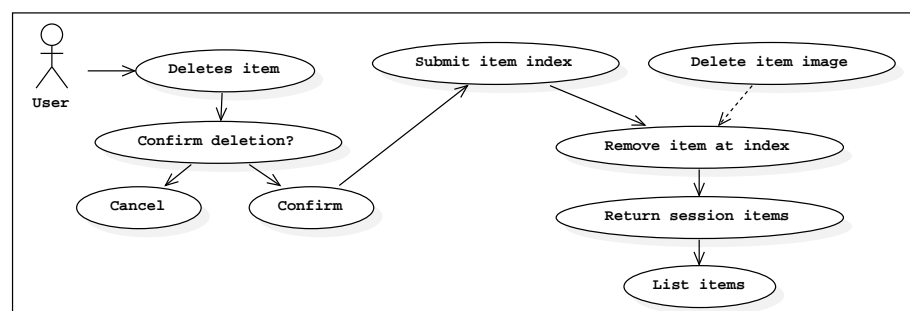 User
Deletes item
Confirm deletion?
Cancel
Confirm
Submit item index
Delete item image
Remove item at index
Return session items
List items